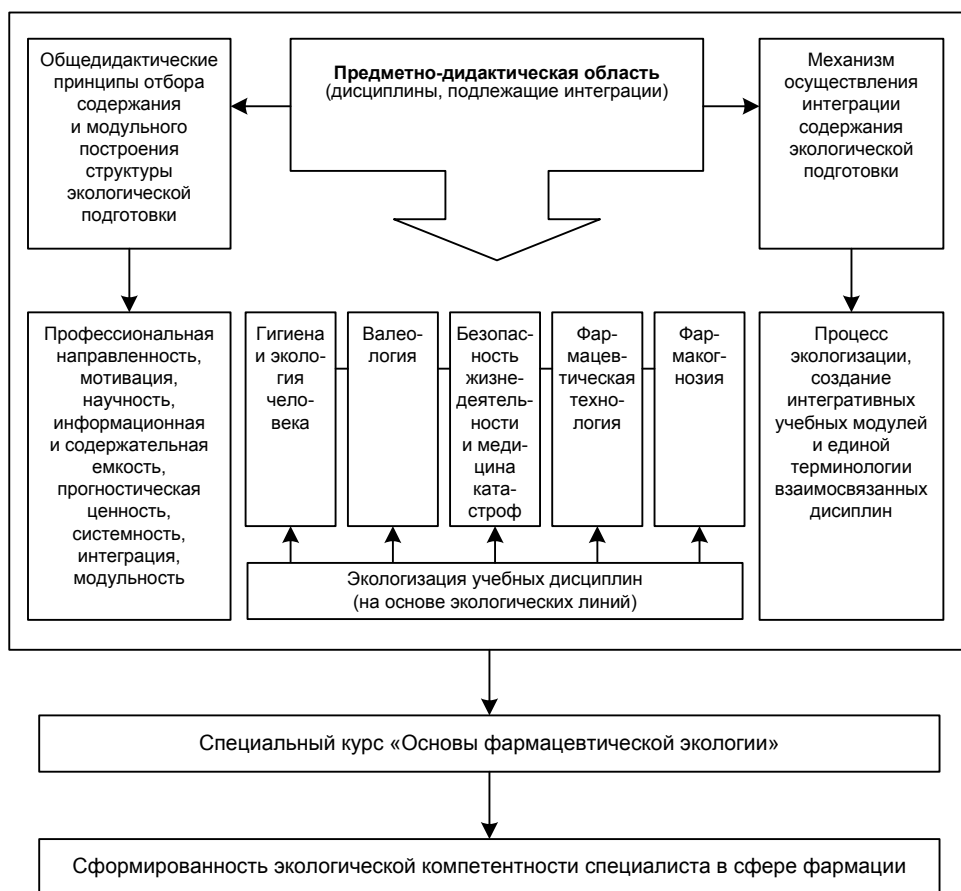 Общедидактические
принципы отбора
содержания
и модульного
построения
структуры
экологической
подготовки
Предметно-дидактическая область
(дисциплины, подлежащие интеграции)
Механизм
осуществления
интеграции
содержания
экологической
подготовки
Профессиональная
направленность,
мотивация,
научность,
информационная
и содержательная
емкость,
прогностическая
ценность,
системность,
интеграция,
модульность
Гигиена
и эколо-
гия
чело-
века
Валео-
логия
Безопас-
ность
жизне-
деятель-
ности
и меди-
цина
ката-
строф
Фар-
мацев-
тическая
техно-
логия
Фар-
маког-
нозия
Процесс
экологизации,
создание
интегративных
учебных модулей
и единой
терминологии
взаимосвязанных
дисиплин
Экологизация учебных дисциплин
(на основе экологических линий)
Специальный курс «Основы фармацевтической экологии»
Сформированность экологической компетентности специалиста в сфере фармации